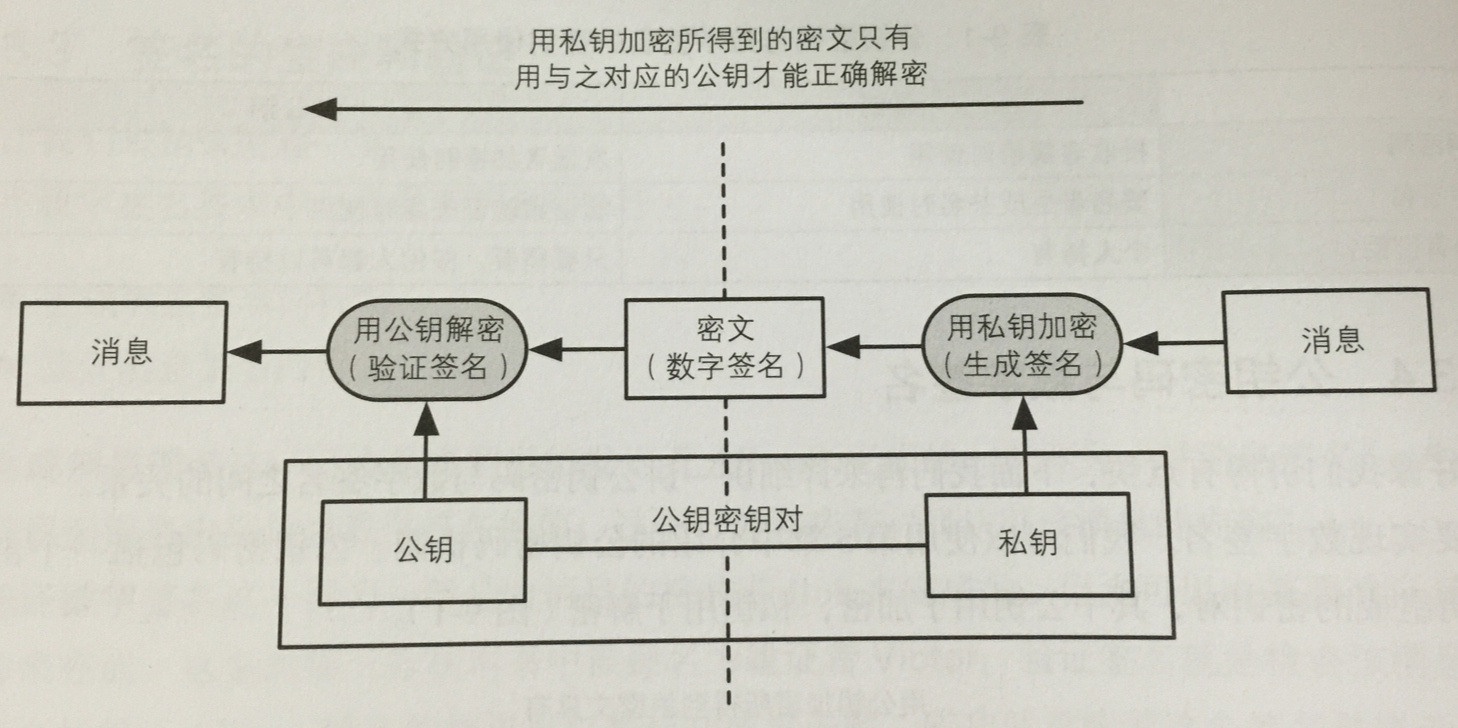 用私钥加密所得到的密文只有
用与之对应的公钥才能正确解密
消息
用公钥解密
（验证签名）
密文
（数字签名）
用私钥加密
（生成签名）
消息
公钥密钥对
公钥
私钥